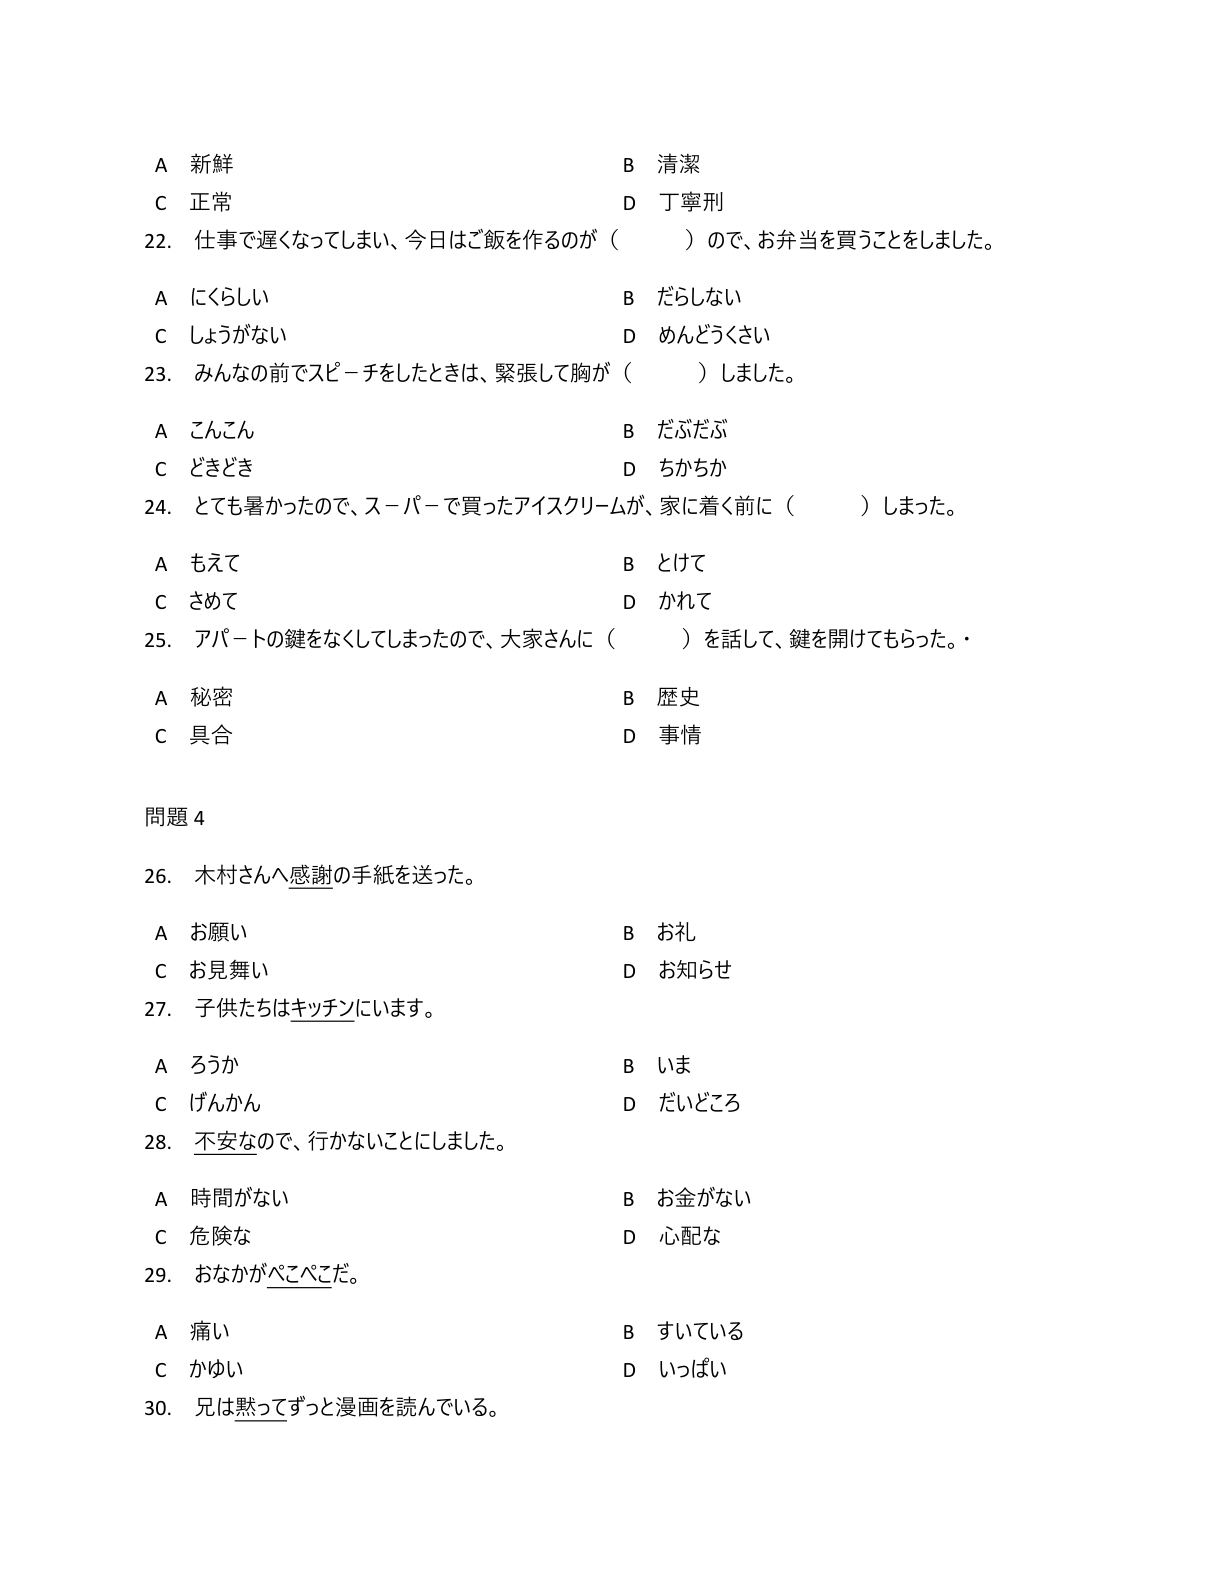 A 新鮮 B 清潔
C 正常 D 丁寧刑
22. 仕事で遅くなってしまい、今日はご飯を作るのが（　　　）ので、お弁当を買うことをしました。
A にくらしい B だらしない
C しょうがない D めんどうくさい
23. みんなの前でスピ－チをしたときは、緊張して胸が（　　　）しました。
A こんこん B だぶだぶ
C どきどき D ちかちか
24. とても暑かったので、ス－パ－で買ったアイスクリームが、家に着く前に（　　　）しまった。
A もえて B とけて
C さめて D かれて
25. アパ－トの鍵をなくしてしまったので、大家さんに（　　　）を話して、鍵を開けてもらった。・
A 秘密 B 歴史
C 具合 D 事情
問題 4
26. 木村さんへ感謝の手紙を送った。
A お願い B お礼
C お見舞い D お知らせ
27. 子供たちはキッチンにいます。
A ろうか B いま
C げんかん D だいどころ
28. 不安なので、行かないことにしました。
A 時間がない B お金がない
C 危険な D 心配な
29. おなかがぺこぺこだ。
A 痛い B すいている
C かゆい D いっぱい
30. 兄は黙ってずっと漫画を読んでいる。